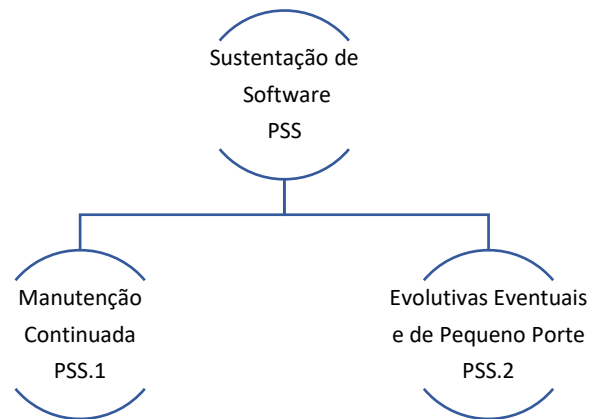 Sustentação de
Software
PSS
Manutenção
Continuada
PSS.1
Evolutivas Eventuais
e de Pequeno Porte
PSS.2